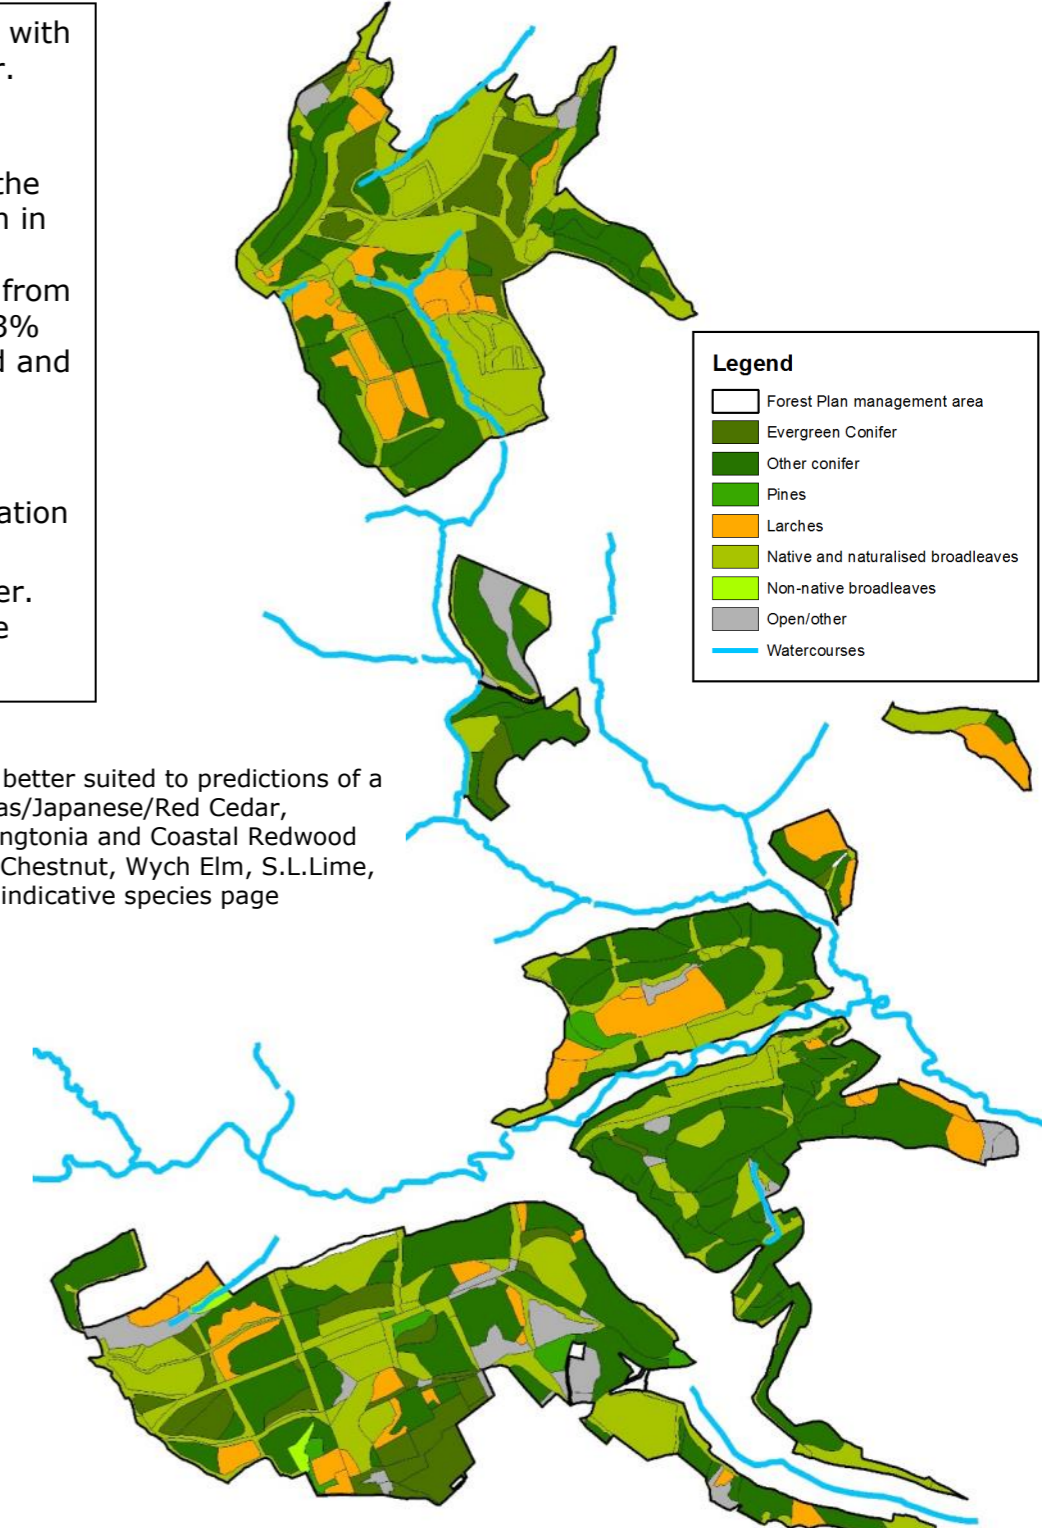 with
r.
the
n in
from
3%
d and
ation
er.
e
Legend
Forest Plan management area
Evergreen Conifer
Other conifer
Pines
Larches
Native and naturalised broadleaves
Non-native broadleaves
Open/other
Watercourses
better suited to predictions of a
as/Japanese/Red Cedar,
ngtonia and Coastal Redwood
Chestnut, Wych Elm, S.L.Lime,
indicative species page